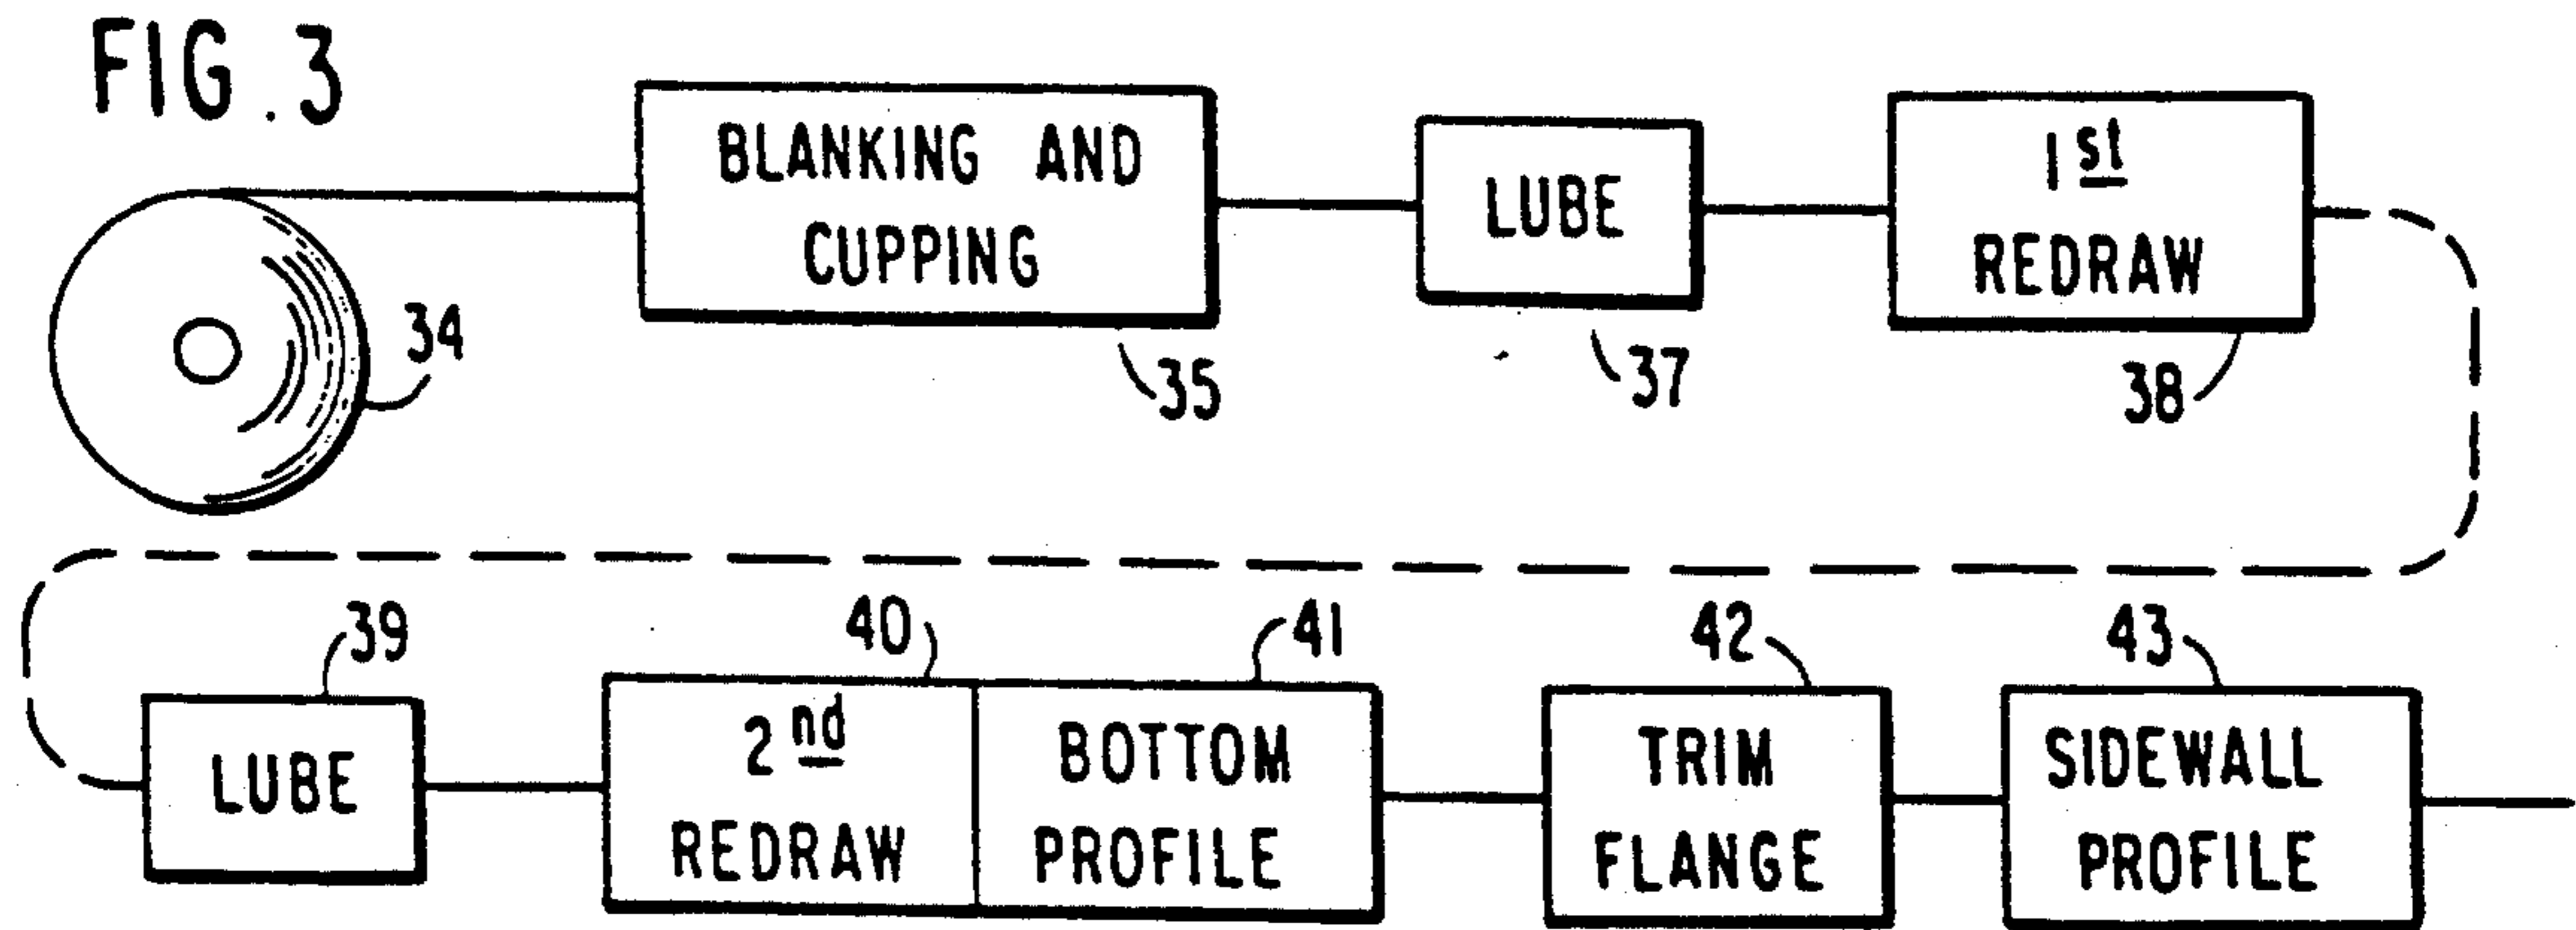 FIG. 3
BLANKING AND
CUPPING
LUBE
1st
REDRAW
34
35
37
38
39
40
41
42
43
LUBE
2nd
REDRAW
BOTTOM
PROFILE
TRIM
FLANGE
SIDEWALL
PROFILE